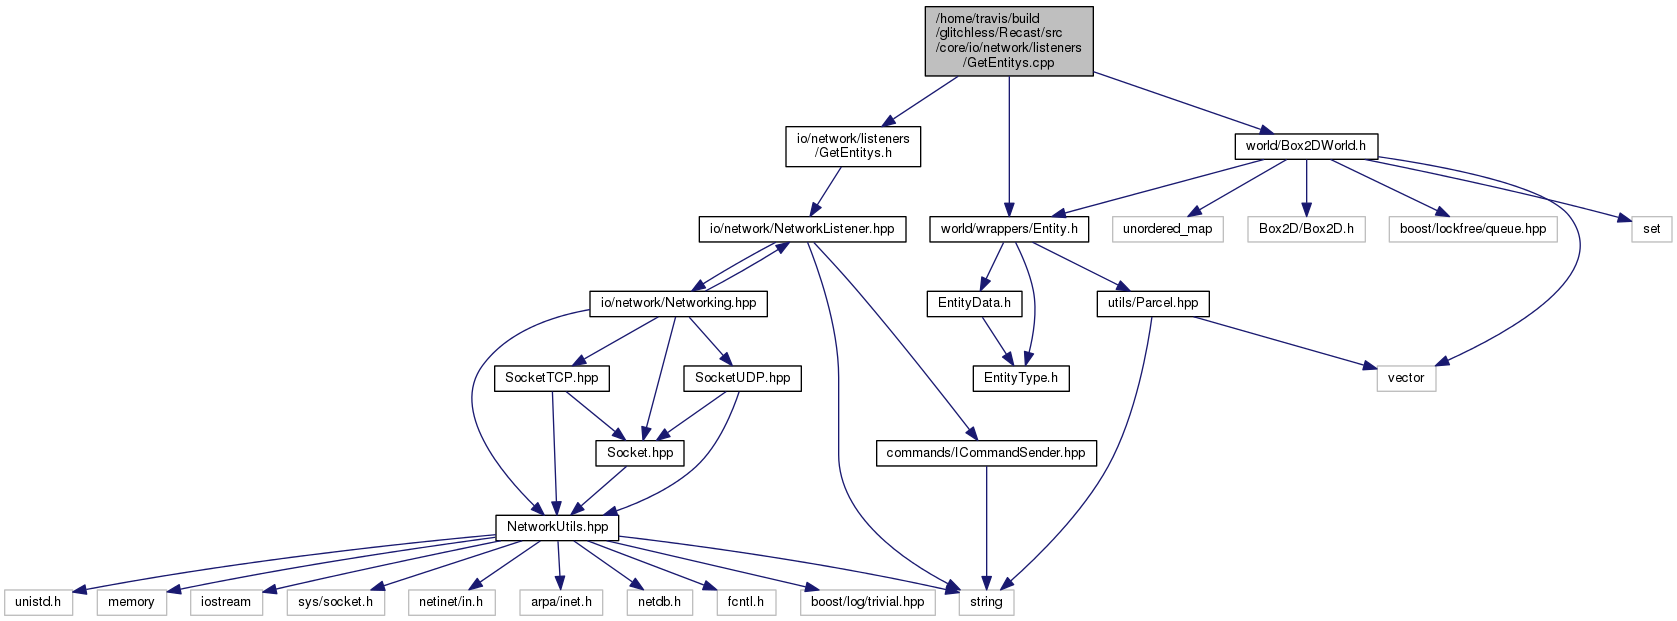 /home/travis/build
/glitchless/Recast/src
/core/io/network/listeners
/GetEntitys.cpp
io/network/listeners
/GetEntitys.h
world/Box2DWorld.h
io/network/NetworkListener.hpp
world/wrappers/Entity.h
unordered_map
Box2D/Box2D.h
boost/lockfree/queue.hpp
set
io/network/Networking.hpp
EntityData.h
utils/Parcel.hpp
SocketTCP.hpp
SocketUDP.hpp
EntityType.h
vector
Socket.hpp
commands/ICommandSender.hpp
NetworkUtils.hpp
unistd.h
memory
iostream
sys/socket.h
netinet/in.h
arpa/inet.h
netdb.h
fcntl.h
boost/log/trivial.hpp
string